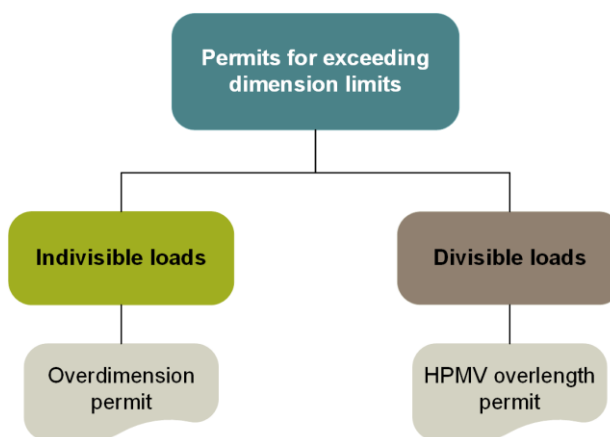 Permits for exceeding
dimension limits
Indivisible loads
Divisible loads
Overdimension
permit
HPMV overlength
permit